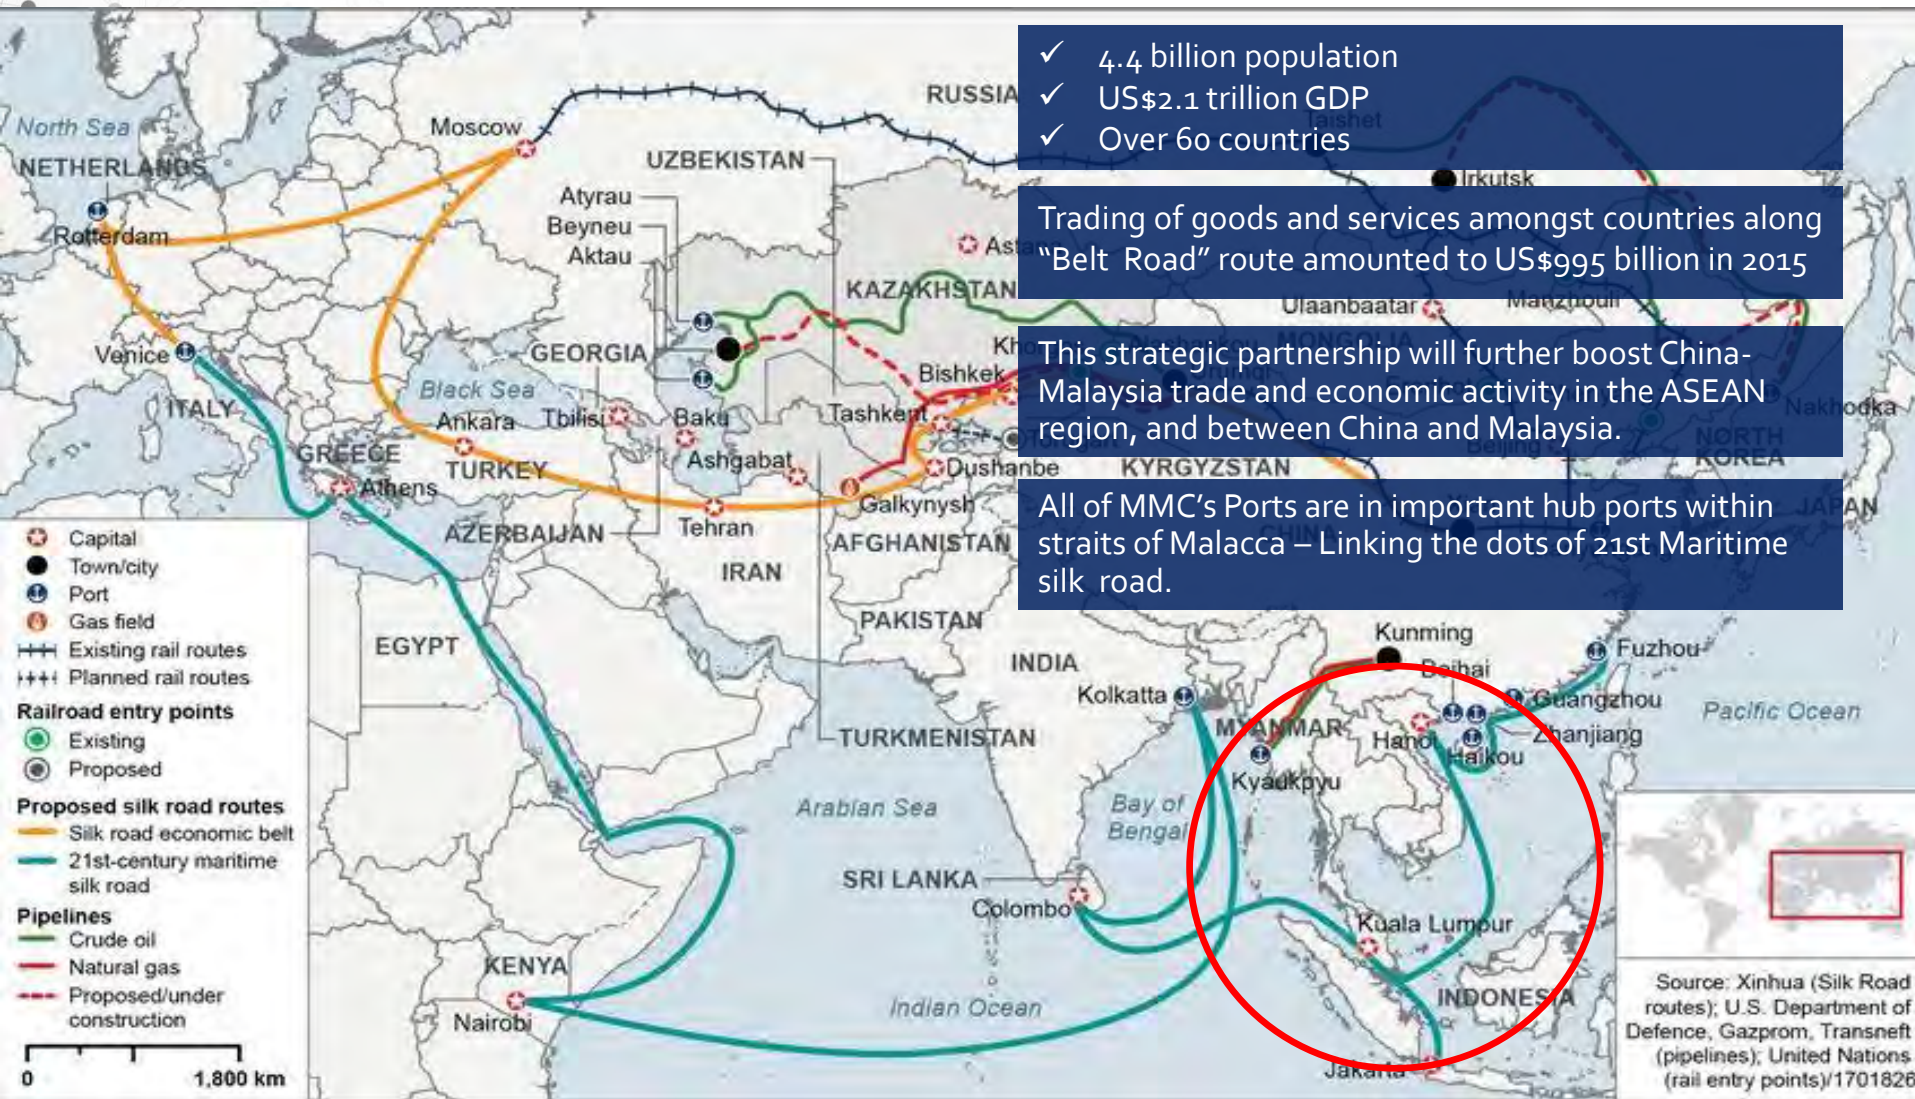 ✓ 4.4 billion population
✓ US$2.1 trillion GDP
✓ Over 60 countries
Trading of goods and services amongst countries along
“Belt Road” route amounted to US$995 billion in 2015
This strategic partnership will further boost China-
Malaysia trade and economic activity in the ASEAN
region, and between China and Malaysia.
All of MMC’s Ports are in important hub ports within
straits of Malacca – Linking the dots of 21st Maritime
silk road.
RUSSIA
Taishet
North Sea
Moscow
NETHERLANDS
UZBEKISTAN
Irkutsk
Atyrau
Beyneu
Aktau
Rotterdam
KAZAKHSTAN
Ulaanbaatar
Manzhouli
MONGOLIA
Venice
GEORGIA
Bishkek
Black Sea
ITALY
Ankara
Tbilisi
Baku
Tashkent
Nakhodka
GREECE
TURKEY
Ashgabat
Dushanbe
KYRGYZSTAN
Beijing
NORTH
KOREA
Athens
Galkynysh
Tehran
JAPAN
AZERBAIJAN
AFGHANISTAN
CHINA
IRAN
PAKISTAN
EGYPT
INDIA
Kunming
Beihai
Fuzhou
Kolkatta
Guangzhou
Pacific Ocean
MYANMAR
Hanoi
Zhanjiang
TURKMENISTAN
Haikou
Kyaukpyu
Arabian Sea
Bay of
Bengal
SRI LANKA
Colombo
Kuala Lumpur
KENYA
Nairobi
Indian Ocean
INDONESIA
Jakarta
Capital
Town/city
Port
Gas field
Existing rail routes
Planned rail routes
Railroad entry points
Existing
Proposed
Proposed silk road routes
Silk road economic belt
21st-century maritime
silk road
Pipelines
Crude oil
Natural gas
Proposed/under
construction
0 1,800 km
Source: Xinhua (Silk Road
routes); U.S. Department of
Defence, Gazprom, Transneft
(pipelines); United Nations
(rail entry points)/1701826